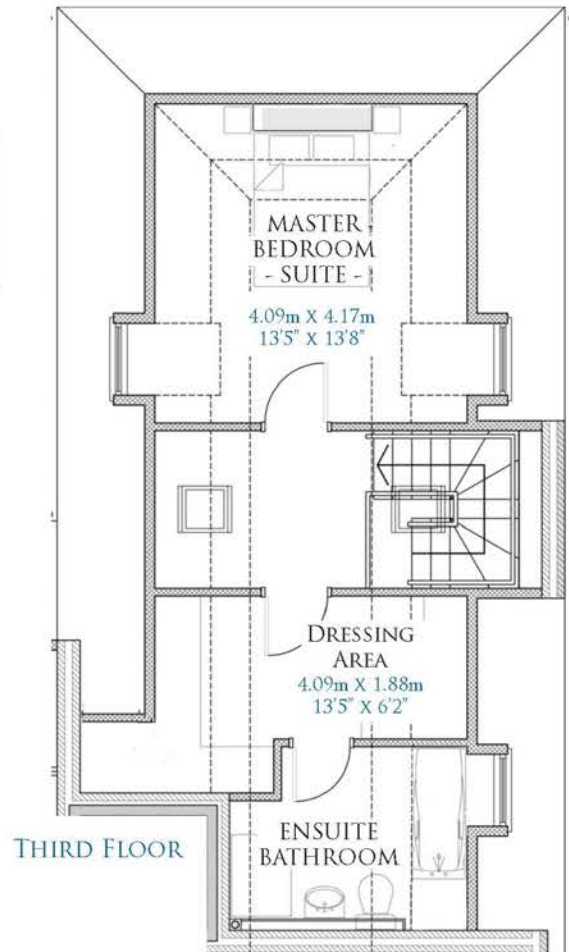 MASTER
BEDROOM
- SUITE -
4.09m X 4.17m
13'5" X 13'8"
DRESSING
AREA
4.09m X 1.88m
13'5" X 6'2"
THIRD FLOOR
ENSUITE
BATHROOM